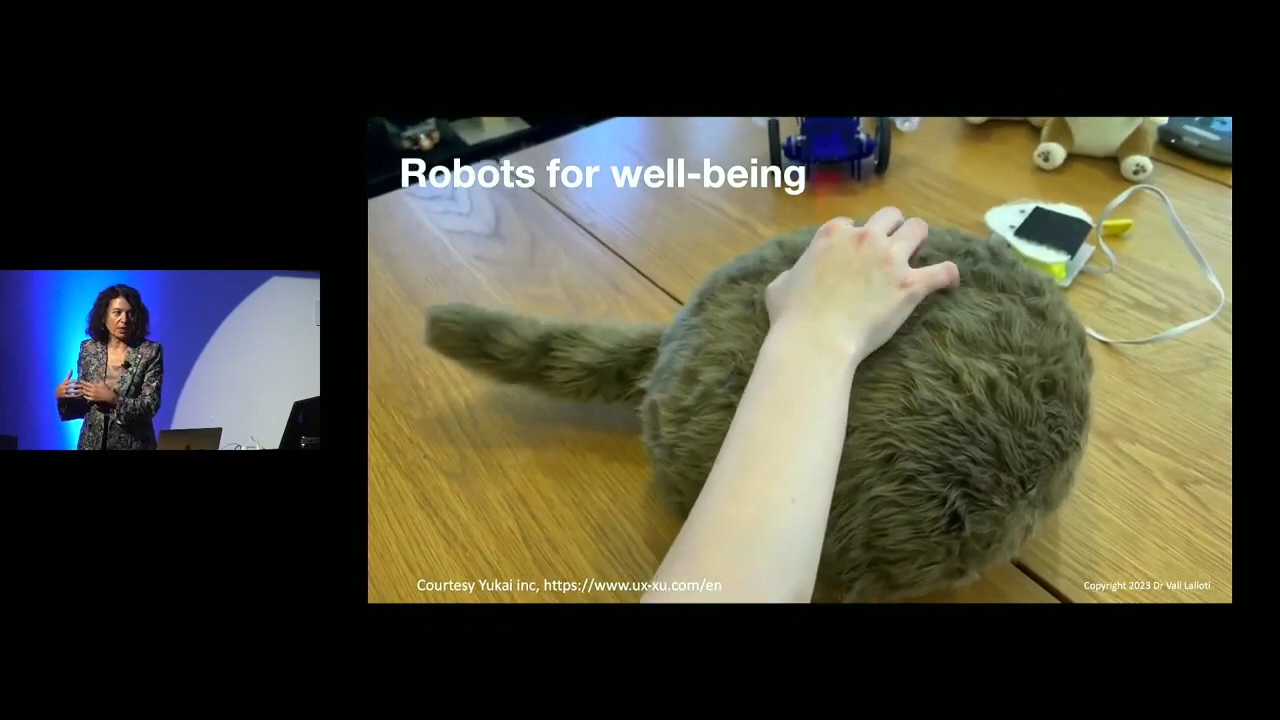 Robots for well-being
Courtesy Yukai inc, https://www.ux-xu.com/en
Copyright 2023 Dr Vali Lalioti